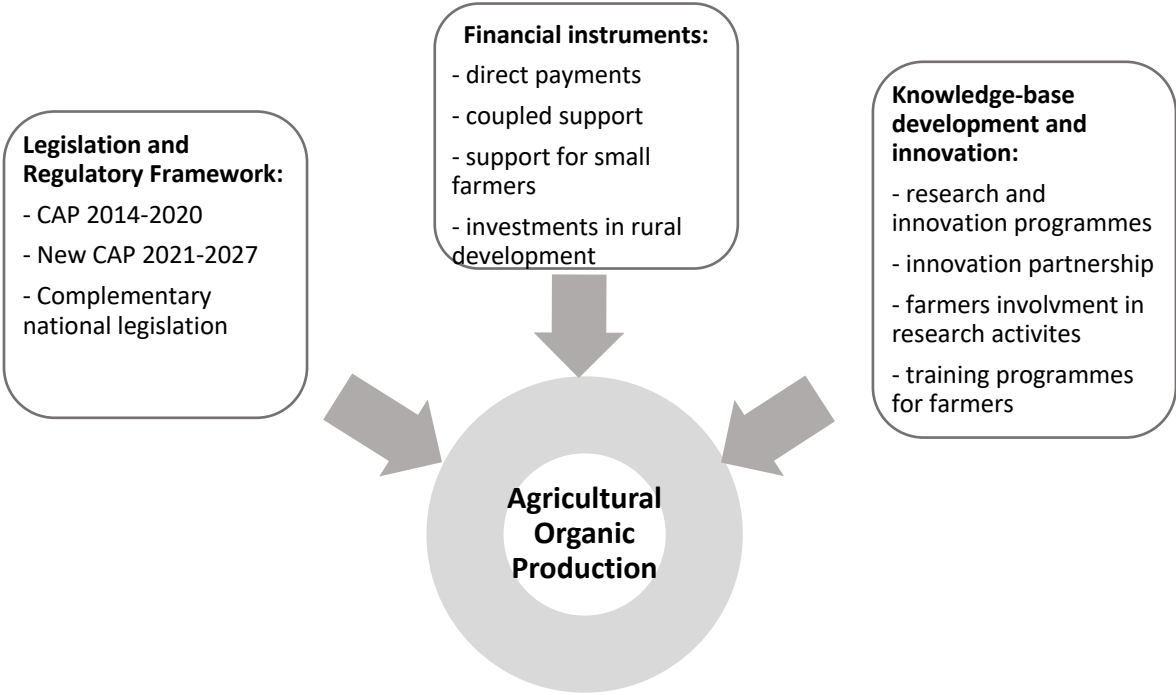 Legislation and
Regulatory Framework:
- CAP 2014-2020
- New CAP 2021-2027
- Complementary
national legislation
Financial instruments:
- direct payments
- coupled support
- support for small
farmers
- investments in rural
development
Knowledge-base
development and
innovation:
- research and
innovation programmes
- innovation partnership
- farmers involvment in
research activites
- training programmes
for farmers
Agricultural
Organic
Production